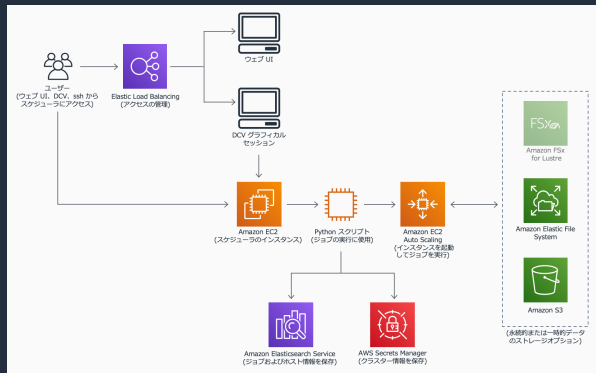 ウェブ UI
ユーザー
(ウェブ UI、DCV、ssh から
スケジューラにアクセス)
Elastic Load Balancing
(アクセスの管理)
DCV グラフィカル
セッション
FSx
Amazon FSx
for Lustre
Amazon EC2
(スケジューラのインスタンス)
Python スクリプト
(ジョブの実行に使用)
Amazon EC2
Auto Scaling
(インスタンスを起動
してジョブを実行)
Amazon Elastic File
System
Amazon S3
Amazon Elasticsearch Service
(ジョブおよびホスト情報を保存)
AWS Secrets Manager
(クラスター情報を保存)
(永続的または一時的データ
のストレージオプション)